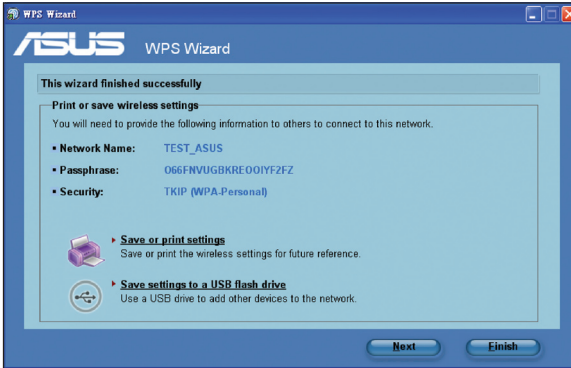 WPS Wizard
ASUS WPS Wizard
This wizard finished successfully
Print or save wireless settings
You will need to provide the following information to others to connect to this network.
Network Name: TEST_ASUS
Passphrase: O66FNVUGBKREOOIYF2FZ
Security: TKIP (WPA-Personal)
Save or print settings
Save or print the wireless settings for future reference.
Save settings to a USB flash drive
Use a USB drive to add other devices to the network.
Next Finish